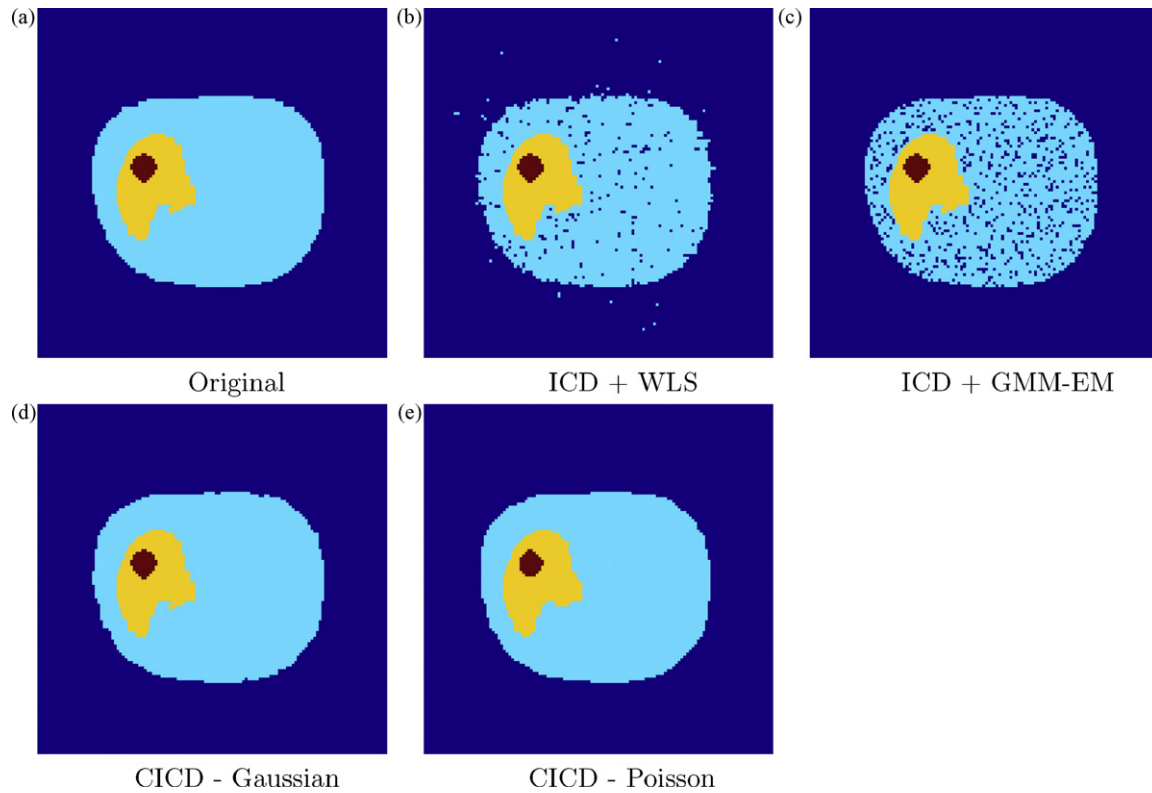 (a)
(b)
(c)
Original
ICD + WLS
ICD + GMM-EM
(d)
(e)
CICD - Gaussian
CICD - Poisson